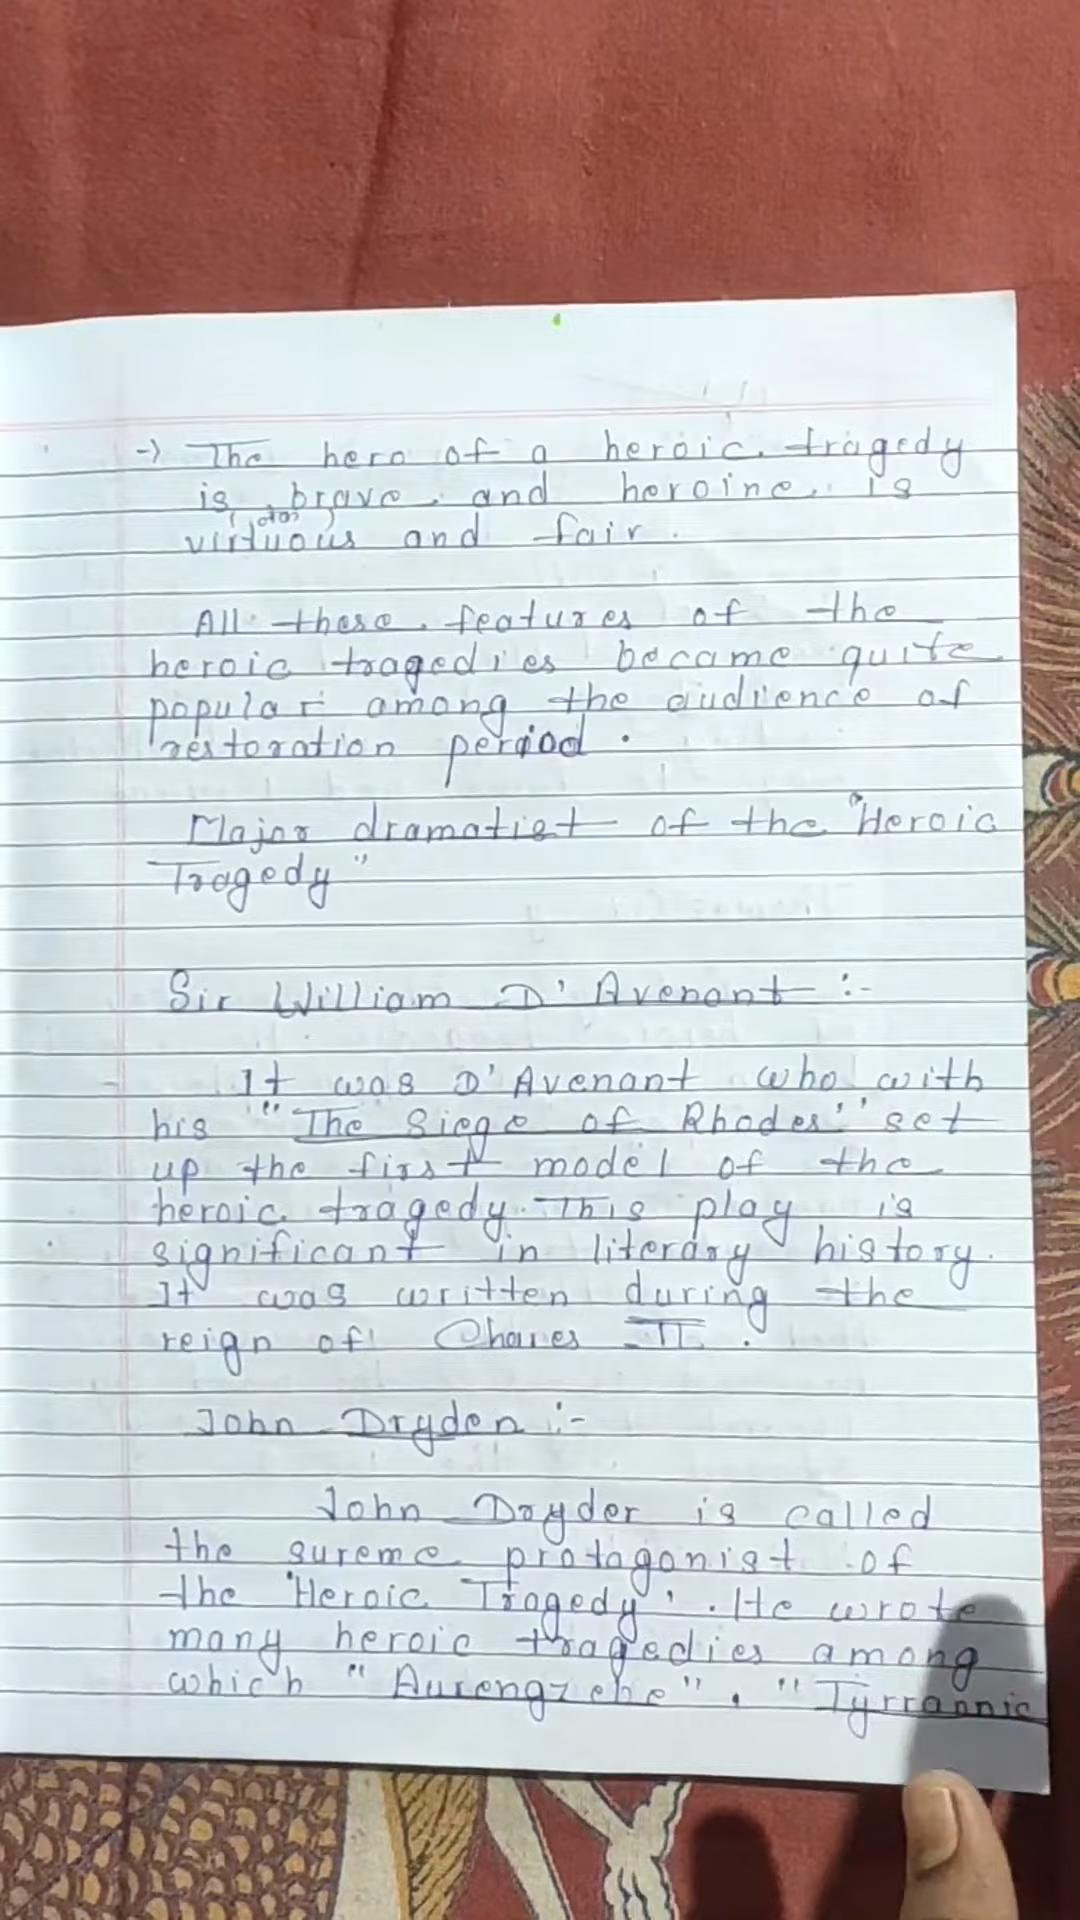 -> The hero of a heroic tragedy
is brave and heroine is
virtuous and fair.
All these features of the
heroic tragedies became quite
popular among the audience of
restoration period.
Major dramatist of the "Heroic
Tragedy"
Sir William D'Avenant :-
It was D'Avenant who with
his "The Siege of Rhodes" set
up the first model of the
heroic tragedy. This play is
significant in literary history.
It was written during the
reign of Chares II.
John Dryden :-
John Dryder is called
the sureme protagonist of
the 'Heroic Tragedy'. He wrote
many heroic tragedies among
which "Aurengzebe", "Tyrrannic